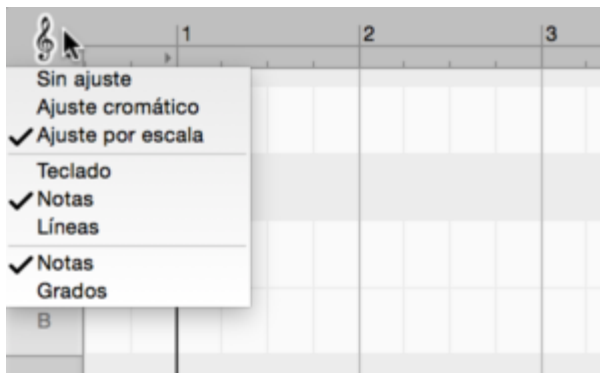 1 2 3
Sin ajuste
Ajuste cromático
Ajuste por escala
Teclado
Notas
Líneas
Notas
Grados
B